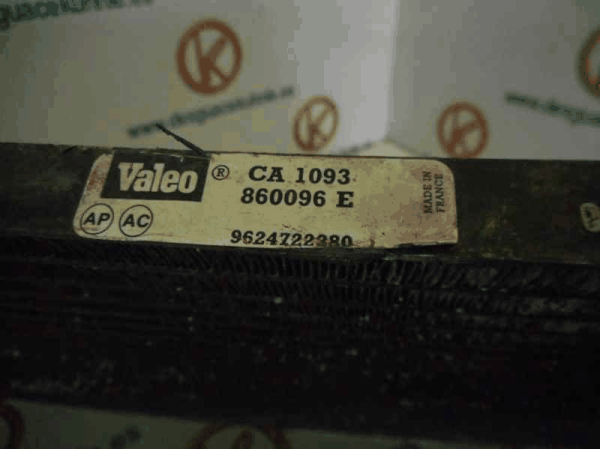 Valeo ® CA 1093
860096 E
AP AC
9624722380
MADE IN
FRANCE
K